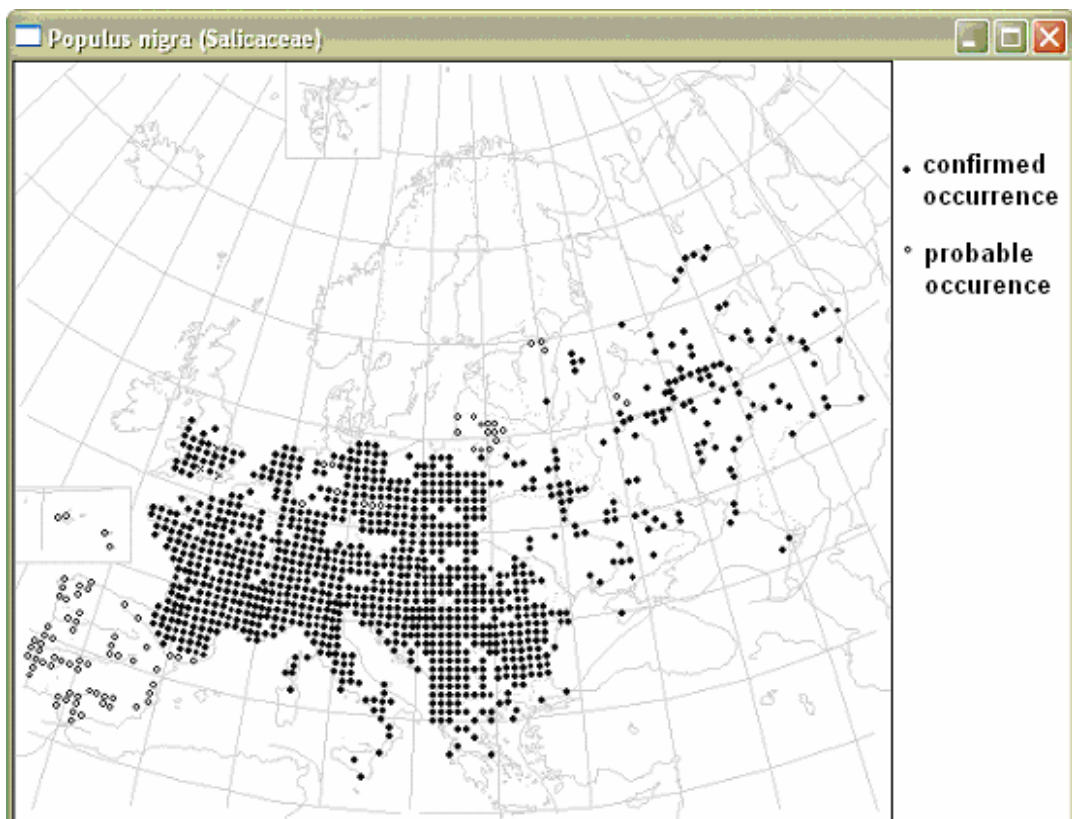 Populus nigra (Salicaceae)
confirmed
occurrence
probable
occurence